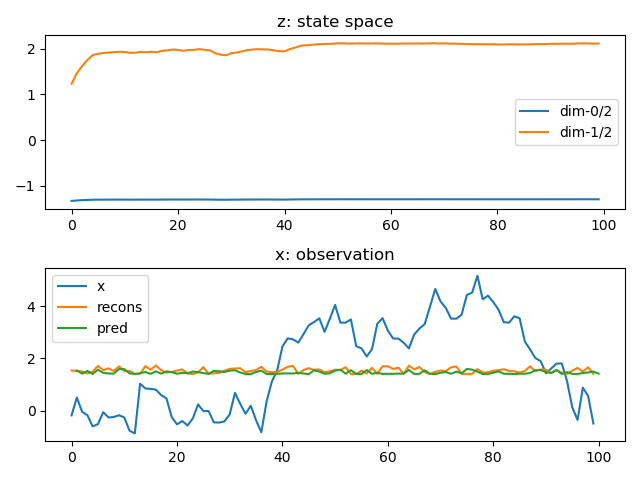 z: state space
2
1
0
−1
dim-0/2
dim-1/2
0 20 40 60 80 100
x: observation
4
2
0
x
recons
pred
0 20 40 60 80 100